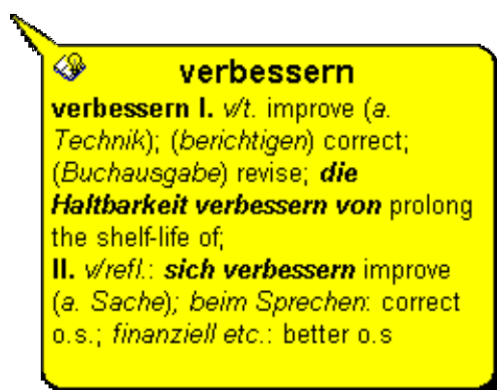 verbessern
verbessern I. v/t. improve (a.
Technik); (berichtigen) correct;
(Buchausgabe) revise; die
Haltbarkeit verbessern von prolong
the shelf-life of;
II. v/refl.: sich verbessern improve
(a. Sache); beim Sprechen: correct
o.s.; finanziell etc.: better o.s